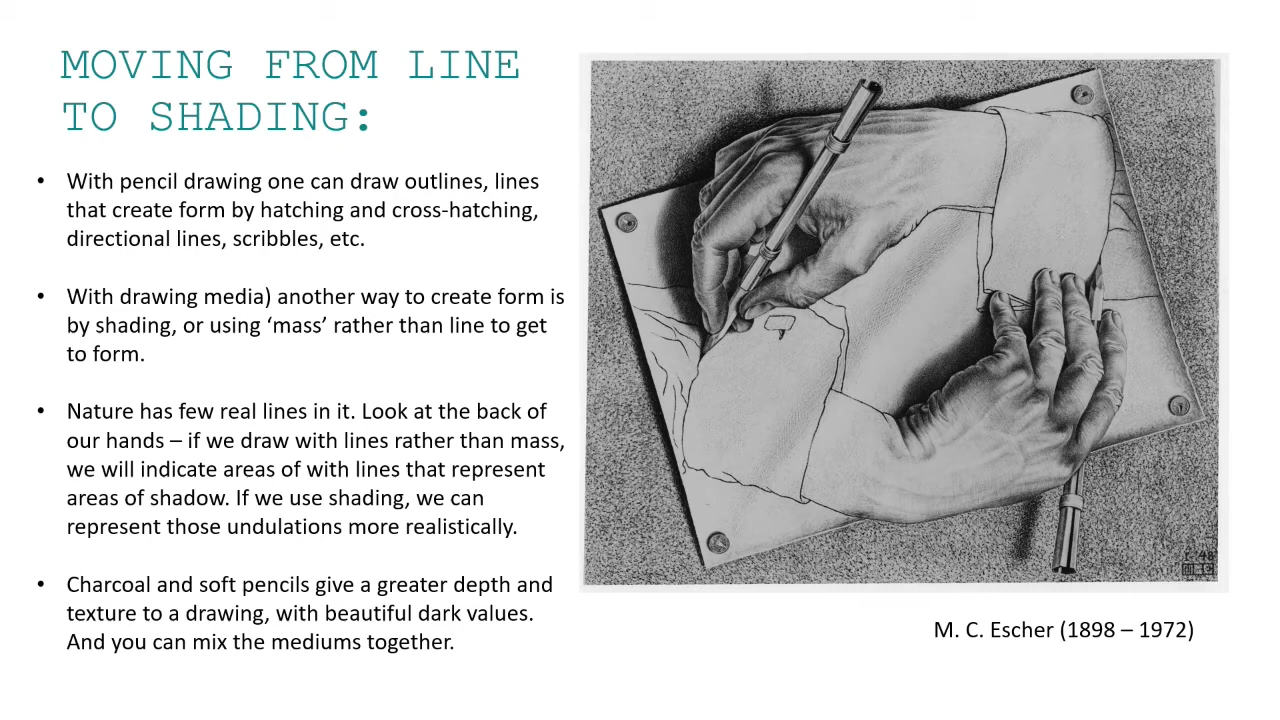 MOVING FROM LINE
TO SHADING:
• With pencil drawing one can draw outlines, lines
that create form by hatching and cross-hatching,
directional lines, scribbles, etc.
• With drawing media) another way to create form is
by shading, or using ‘mass’ rather than line to get
to form.
• Nature has few real lines in it. Look at the back of
our hands – if we draw with lines rather than mass,
we will indicate areas of with lines that represent
areas of shadow. If we use shading, we can
represent those undulations more realistically.
• Charcoal and soft pencils give a greater depth and
texture to a drawing, with beautiful dark values.
And you can mix the mediums together.
M. C. Escher (1898 – 1972)